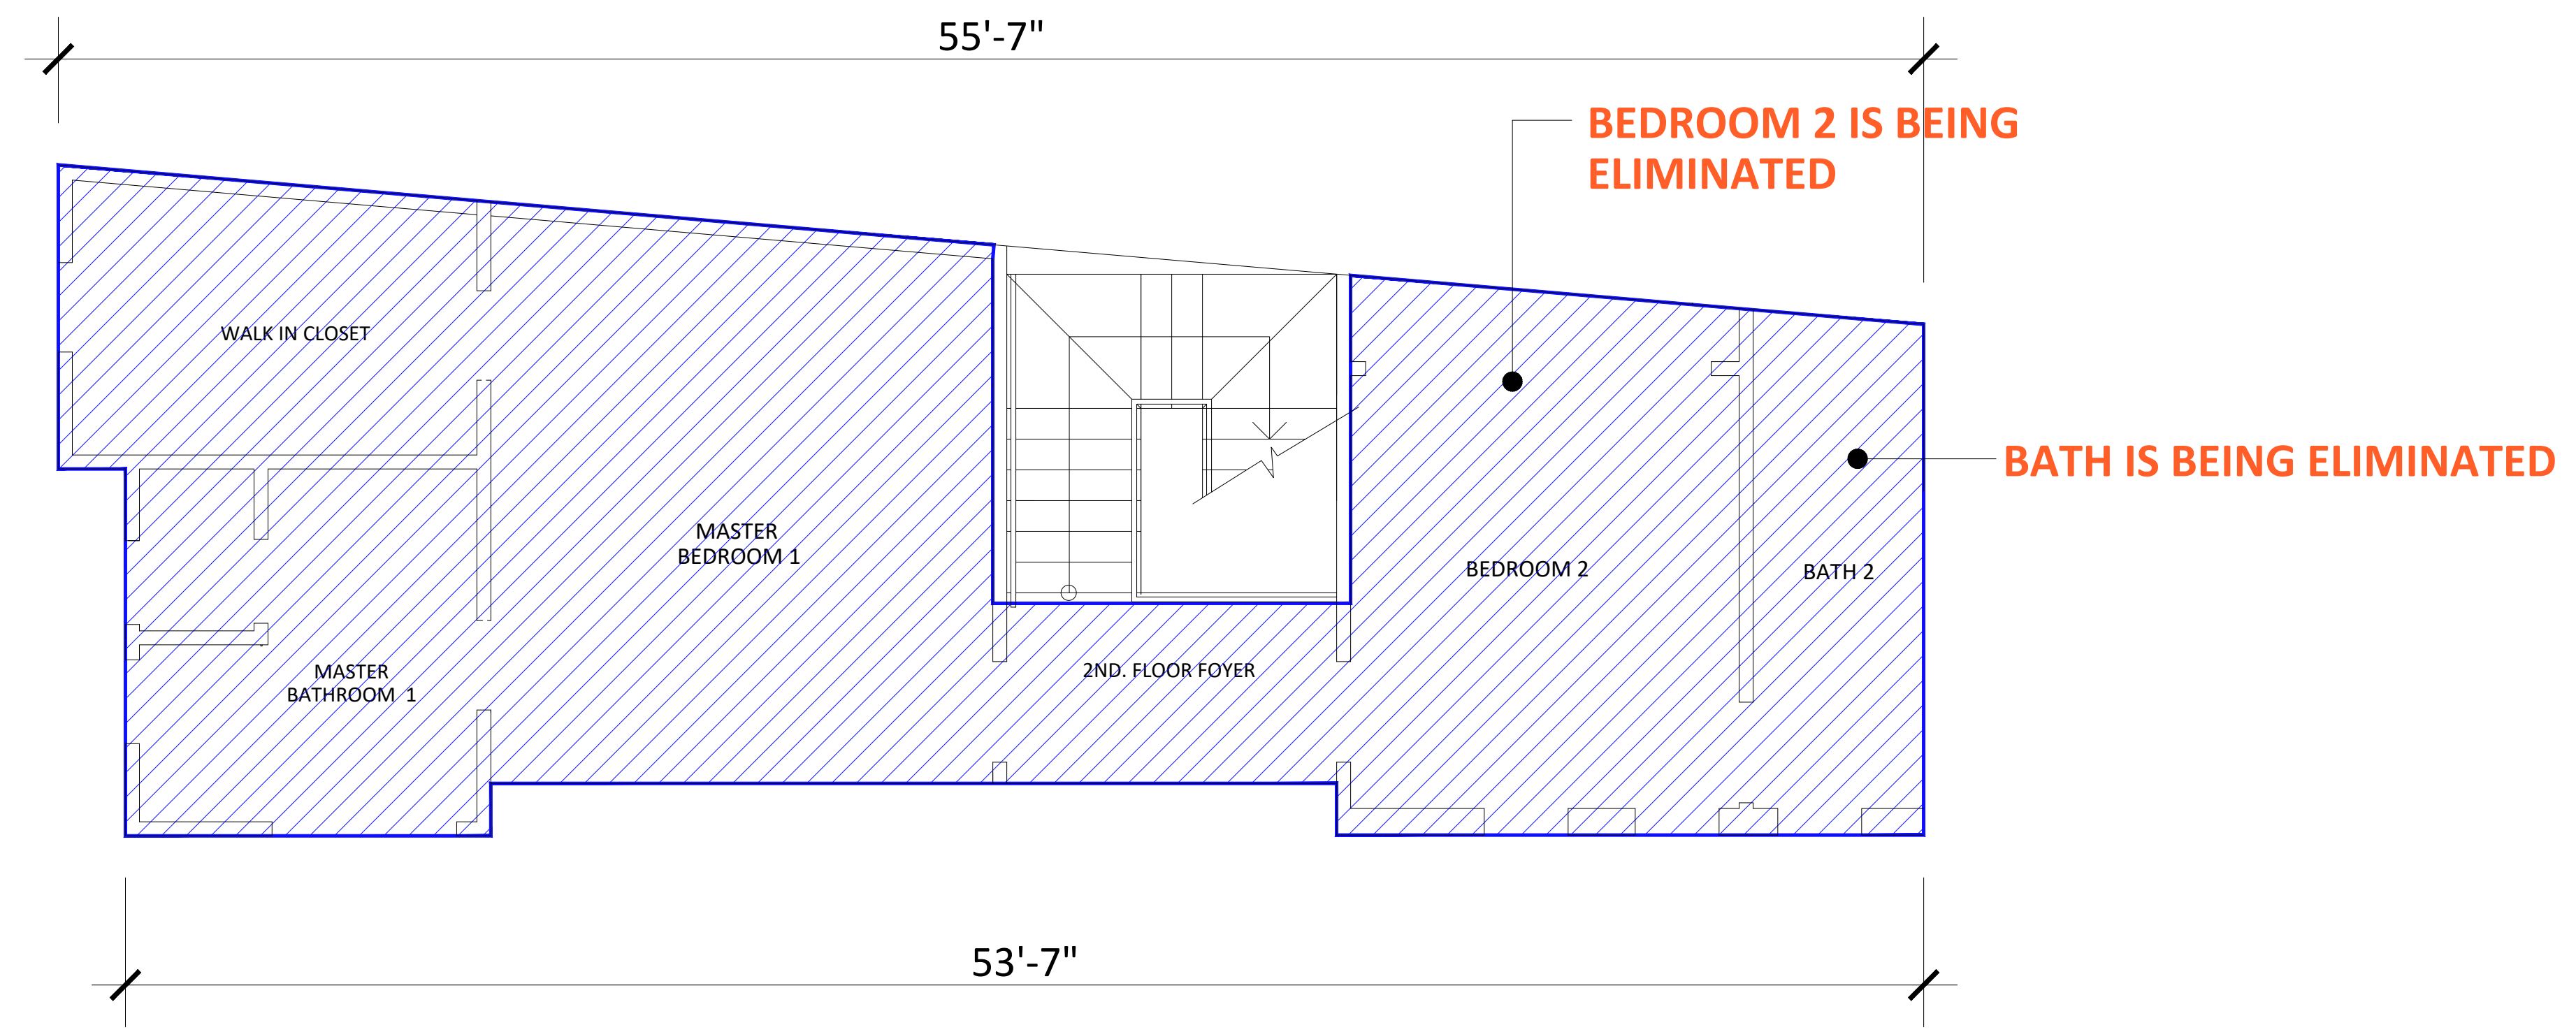 55'-7"
BEDROOM 2 IS BEING
ELIMINATED
WALK IN CLOSET
BATH IS BEING ELIMINATED
MASTER
BEDROOM 1
BEDROOM 2
BATH 2
MASTER
BATHROOM 1
2ND. FLOOR FOYER
53'-7"